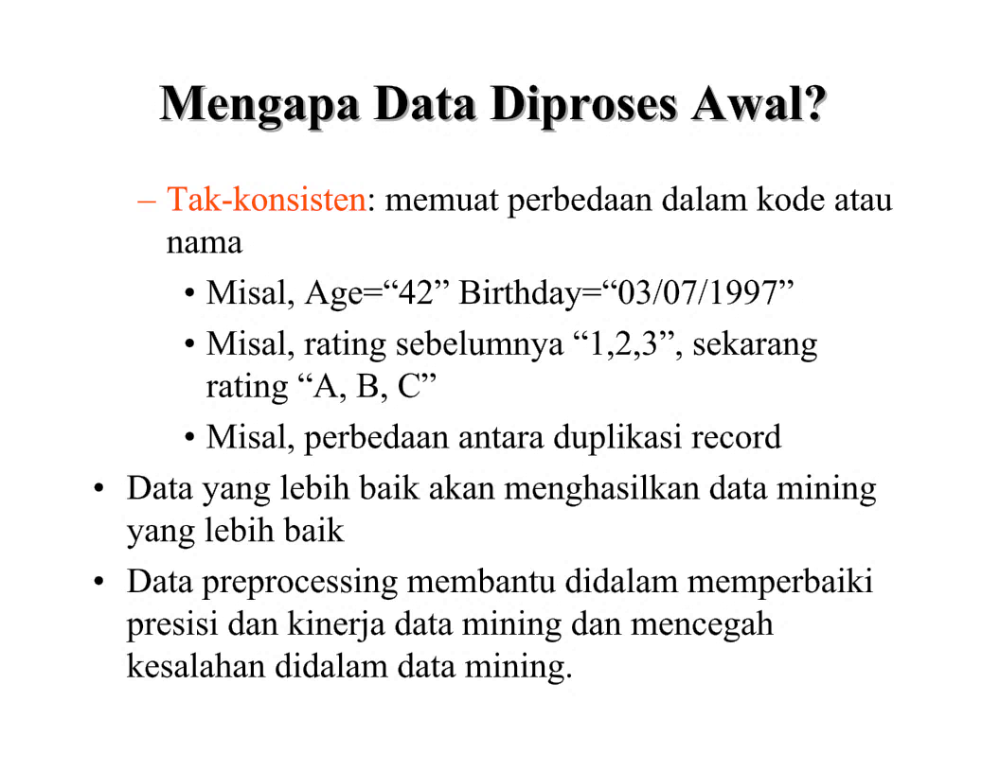 Mengapa Data Diproses Awal?
– Tak-konsisten: memuat perbedaan dalam kode atau
nama
• Misal, Age=“42” Birthday=“03/07/1997”
• Misal, rating sebelumnya “1,2,3”, sekarang
rating “A, B, C”
• Misal, perbedaan antara duplikasi record
• Data yang lebih baik akan menghasilkan data mining
yang lebih baik
• Data preprocessing membantu didalam memperbaiki
presisi dan kinerja data mining dan mencegah
kesalahan didalam data mining.